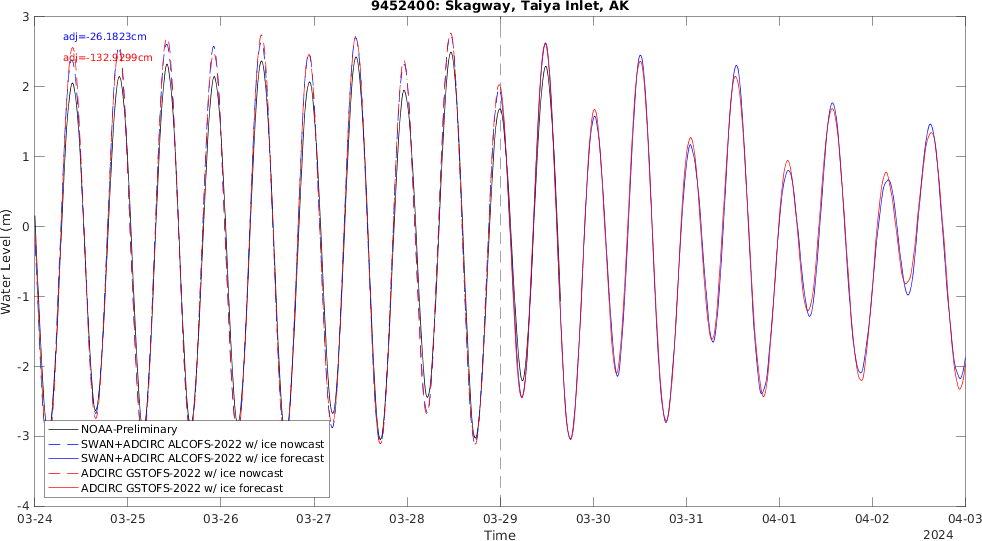 9452400: Skagway, Taiya Inlet, AK
adj=-26.1823cm
adj=-132.9299cm
3
2
1
0
-1
-2
-3
-4
Water Level (m)
NOAA-Preliminary
SWAN+ADCIRC ALCOFS-2022 w/ ice nowcast
SWAN+ADCIRC ALCOFS-2022 w/ ice forecast
ADCIRC GSTOFS-2022 w/ ice nowcast
ADCIRC GSTOFS-2022 w/ ice forecast
03-24 03-25 03-26 03-27 03-28 03-29 03-30 03-31 04-01 04-02 04-03
Time
2024